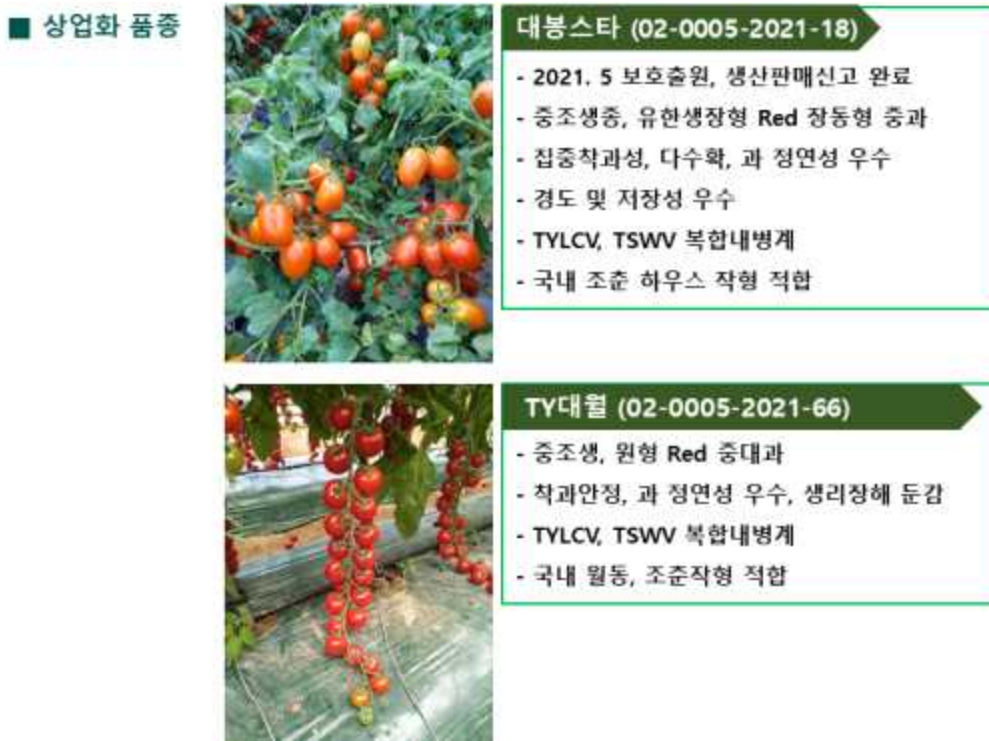 ■ 상업화 품종
대봉스타 (02-0005-2021-18)
- 2021. 5 보호출원, 생산판매신고 완료
- 중조생종, 유한생장형 Red 장동형 중과
- 집중착과성, 다수확, 과 정연성 우수
- 경도 및 저장성 우수
- TYLCV, TSWV 복합내병계
- 국내 조춘 하우스 작형 적합
TY대월 (02-0005-2021-66)
- 중조생, 원형 Red 중대과
- 착과안정, 과 정연성 우수, 생리장해 둔감
- TYLCV, TSWV 복합내병계
- 국내 월동, 조춘작형 적합